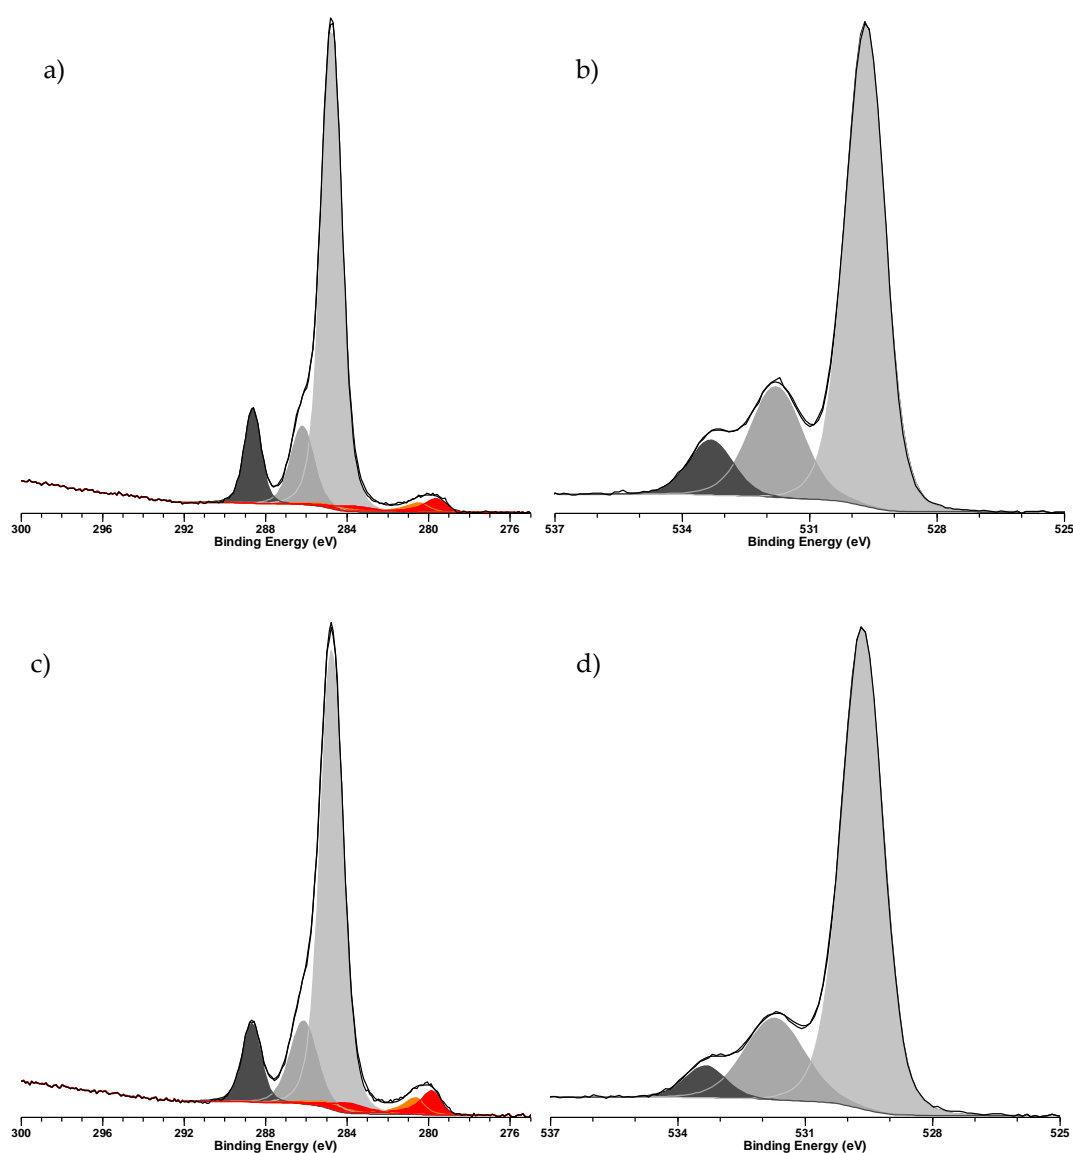 a)
b)
300 296 292 288 284 280 276
Binding Energy (eV)
537 534 531 528 525
Binding Energy (eV)
c)
d)
300 296 292 288 284 280 276
Binding Energy (eV)
537 534 531 528 525
Binding Energy (eV)